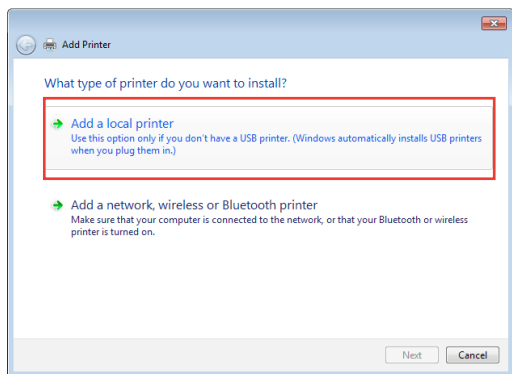 Add Printer
What type of printer do you want to install?
Add a local printer
Use this option only if you don't have a USB printer. (Windows automatically installs USB printers
when you plug them in.)
Add a network, wireless or Bluetooth printer
Make sure that your computer is connected to the network, or that your Bluetooth or wireless
printer is turned on.
Next
Cancel